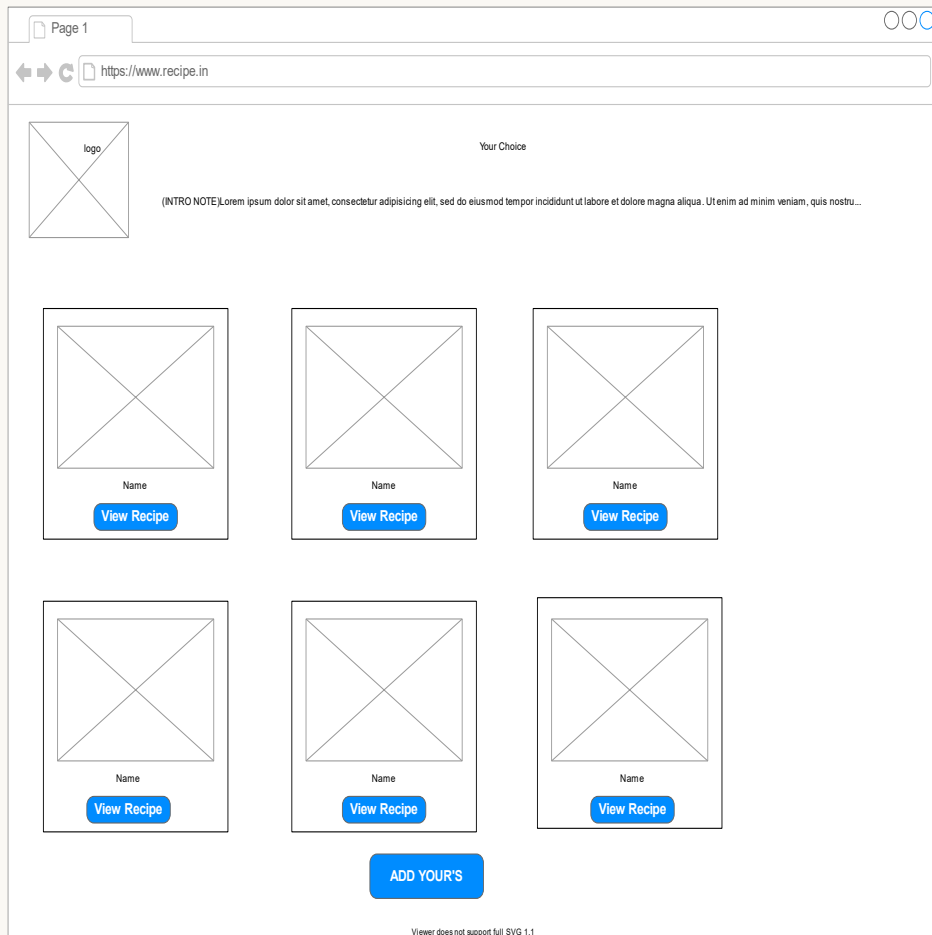 Page 1
https://www.recipe.in
logo
Your Choice
(INTRO NOTE)Lorem ipsum dolor sit amet, consectetur adipisicing elit, sed do eiusmod tempor incididunt ut labore et dolore magna aliqua. Ut enim ad minim veniam, quis nostru...
Name
Name
Name
View Recipe
View Recipe
View Recipe
Name
Name
Name
View Recipe
View Recipe
View Recipe
ADD YOUR'S
Viewer does not support full SVG 1.1